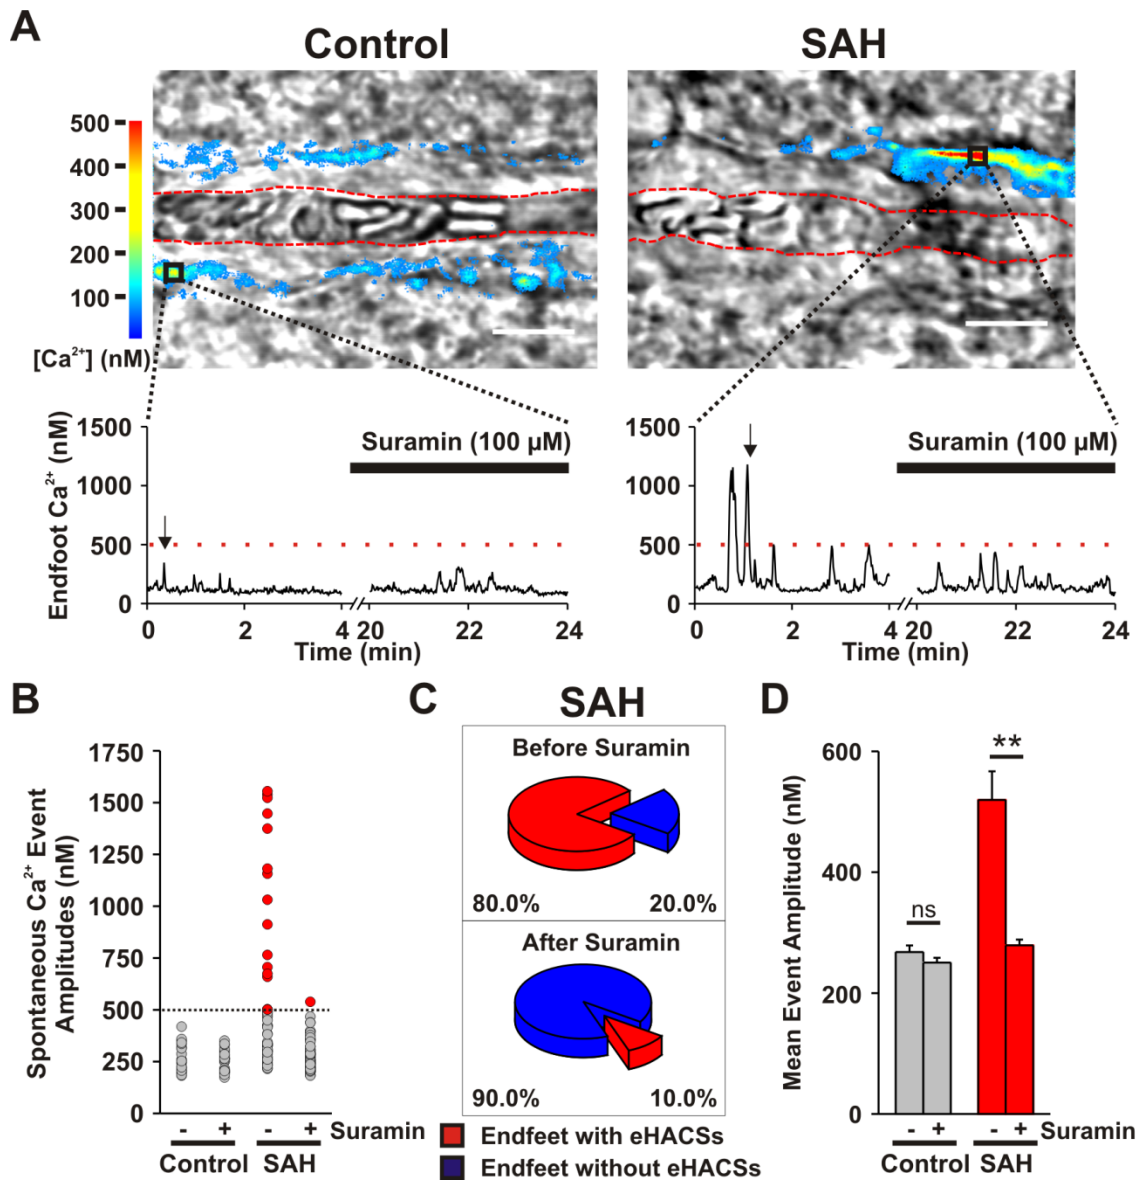 A
Control
SAH
500
400
300
200
100
[Ca²⁺] (nM)
Endfoot Ca²⁺ (nM)
1500
1000
500
0
Suramin (100 µM)
0 2 4 20 22 24
Time (min)
1500
1000
500
0
Suramin (100 µM)
0 2 4 20 22 24
Time (min)
B
Spontaneous Ca²⁺ Event
Amplitudes (nM)
1750
1500
1250
1000
750
500
250
0
- + - + Suramin
Control SAH
C
SAH
Before Suramin
80.0% 20.0%
After Suramin
90.0% 10.0%
Endfeet with eHACSs
Endfeet without eHACSs
D
Mean Event Amplitude (nM)
600
400
200
0
ns
**
- + - + Suramin
Control SAH